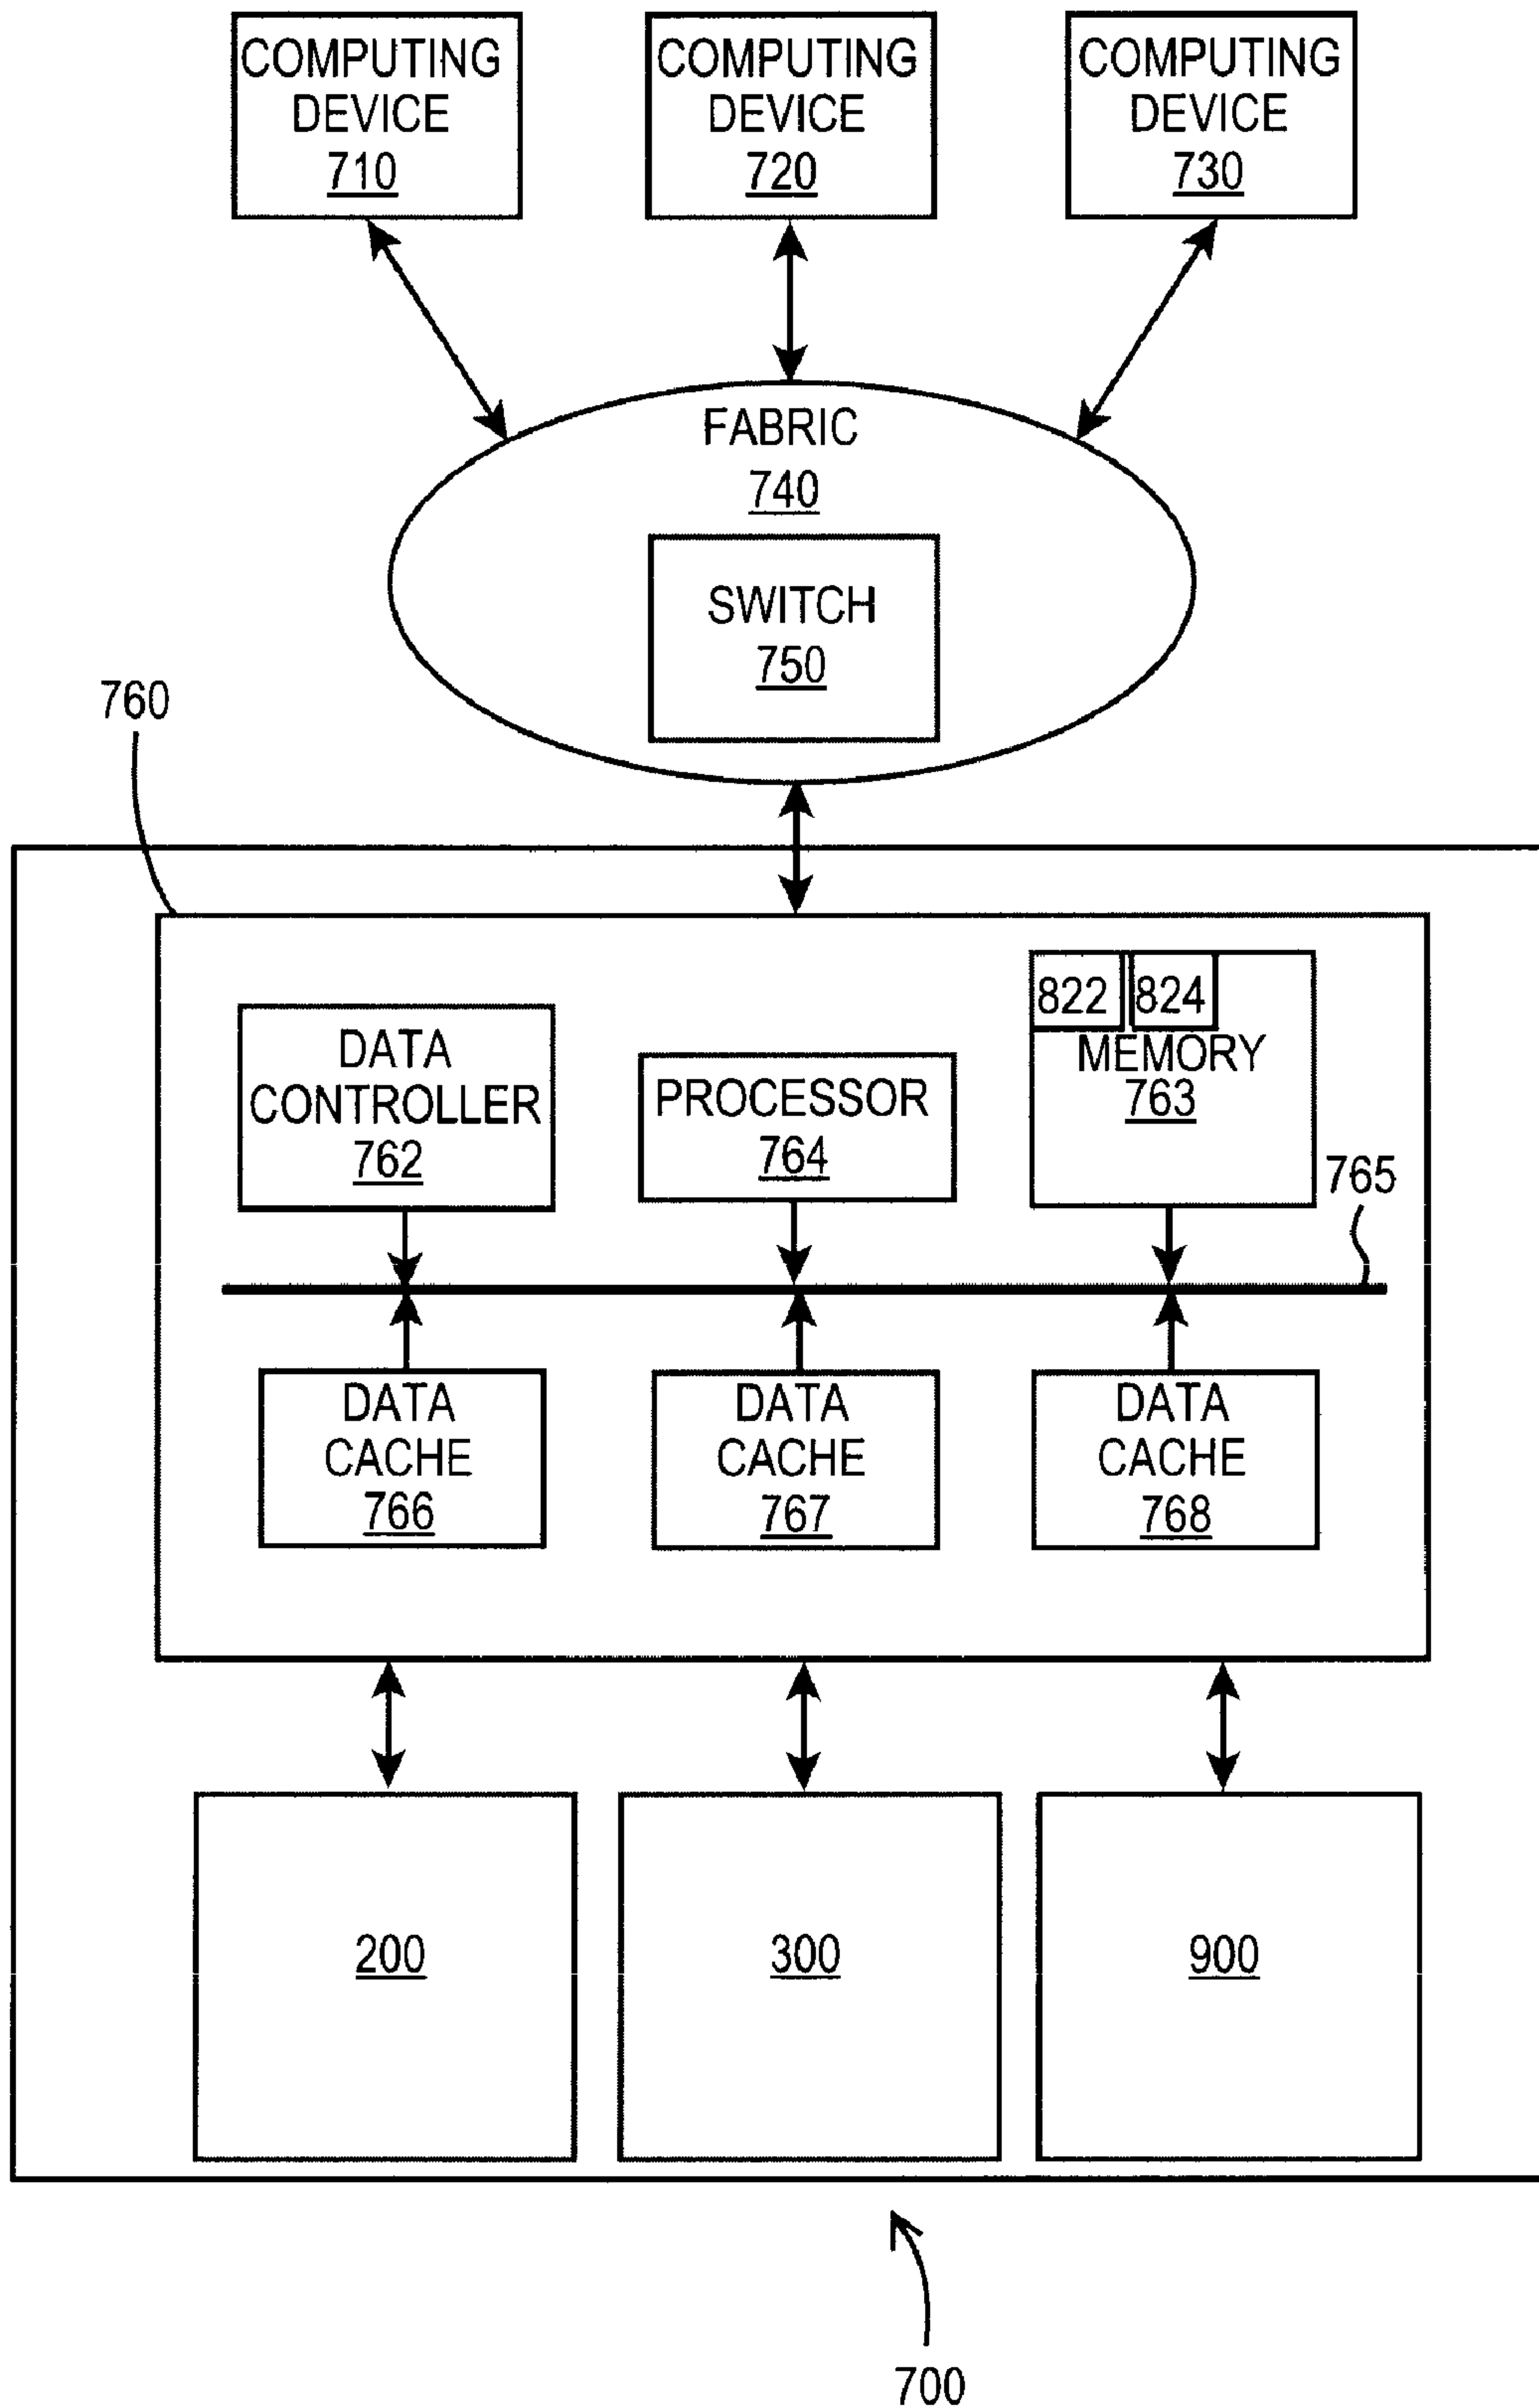 COMPUTING
DEVICE
710
COMPUTING
DEVICE
720
COMPUTING
DEVICE
730
FABRIC
740
SWITCH
750
760
DATA
CONTROLLER
762
PROCESSOR
764
822 824
MEMORY
763
765
DATA
CACHE
766
DATA
CACHE
767
DATA
CACHE
768
200
300
900
700